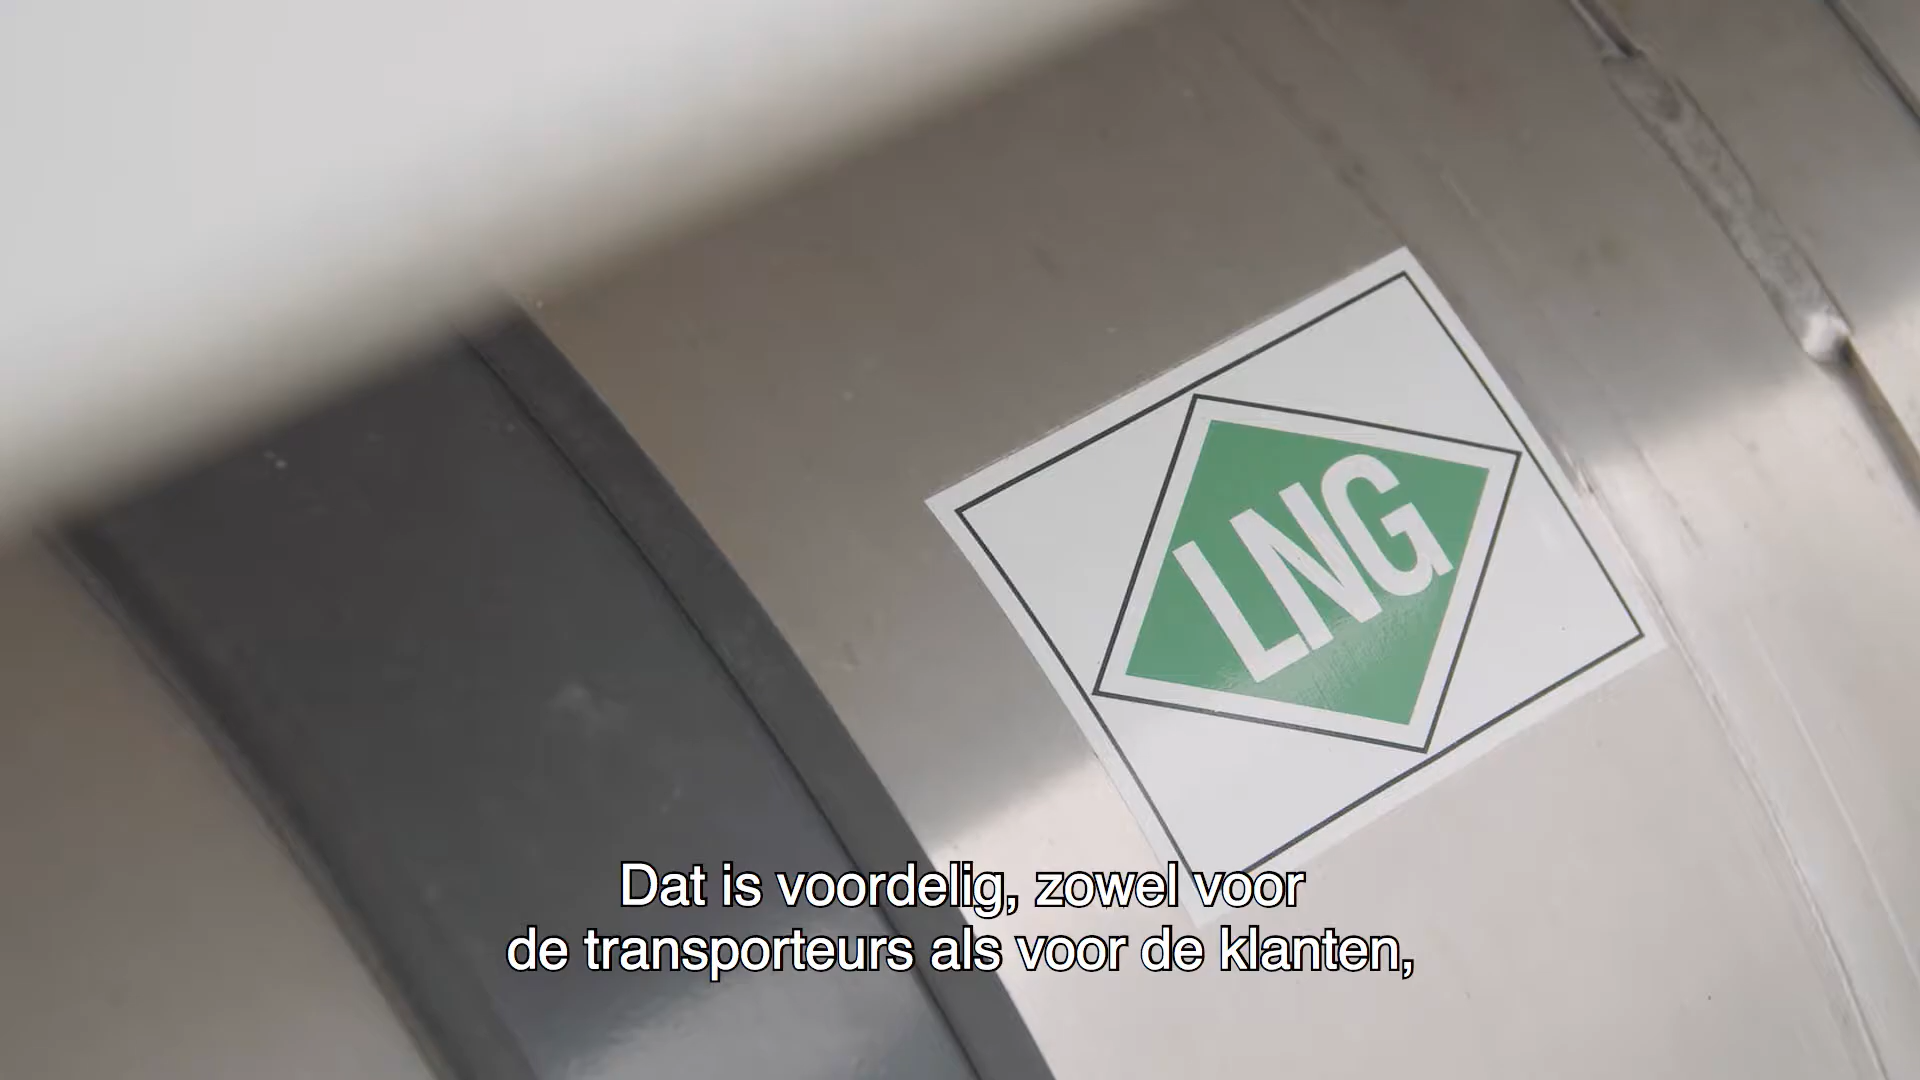 LNG
Dat is voordelig, zowel voor
de transporteurs als voor de klanten,